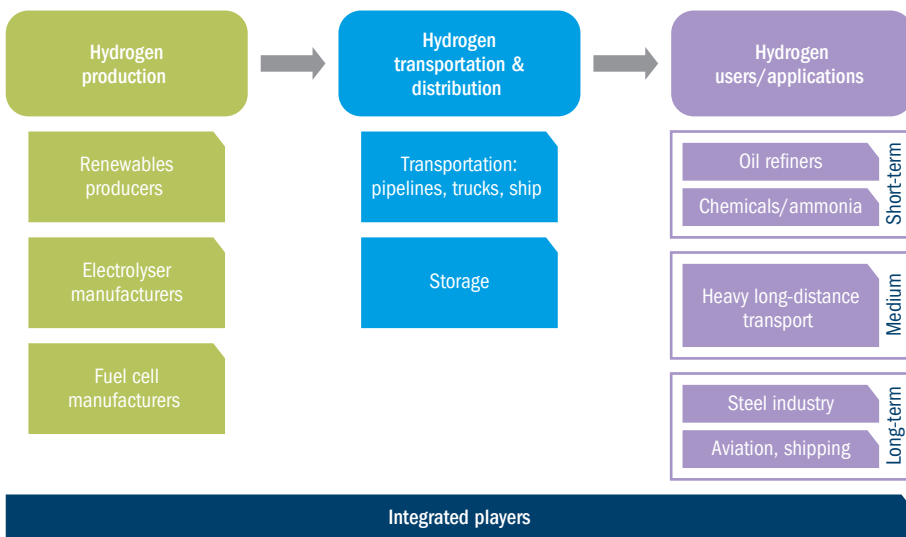 Hydrogen
production
Hydrogen
transportation &
distribution
Hydrogen
users/applications
Renewables
producers
Electrolyser
manufacturers
Fuel cell
manufacturers
Transportation:
pipelines, trucks, ship
Storage
Oil refiners
Chemicals/ammonia
Short-term
Heavy long-distance
transport
Medium
Steel industry
Aviation, shipping
Long-term
Integrated players